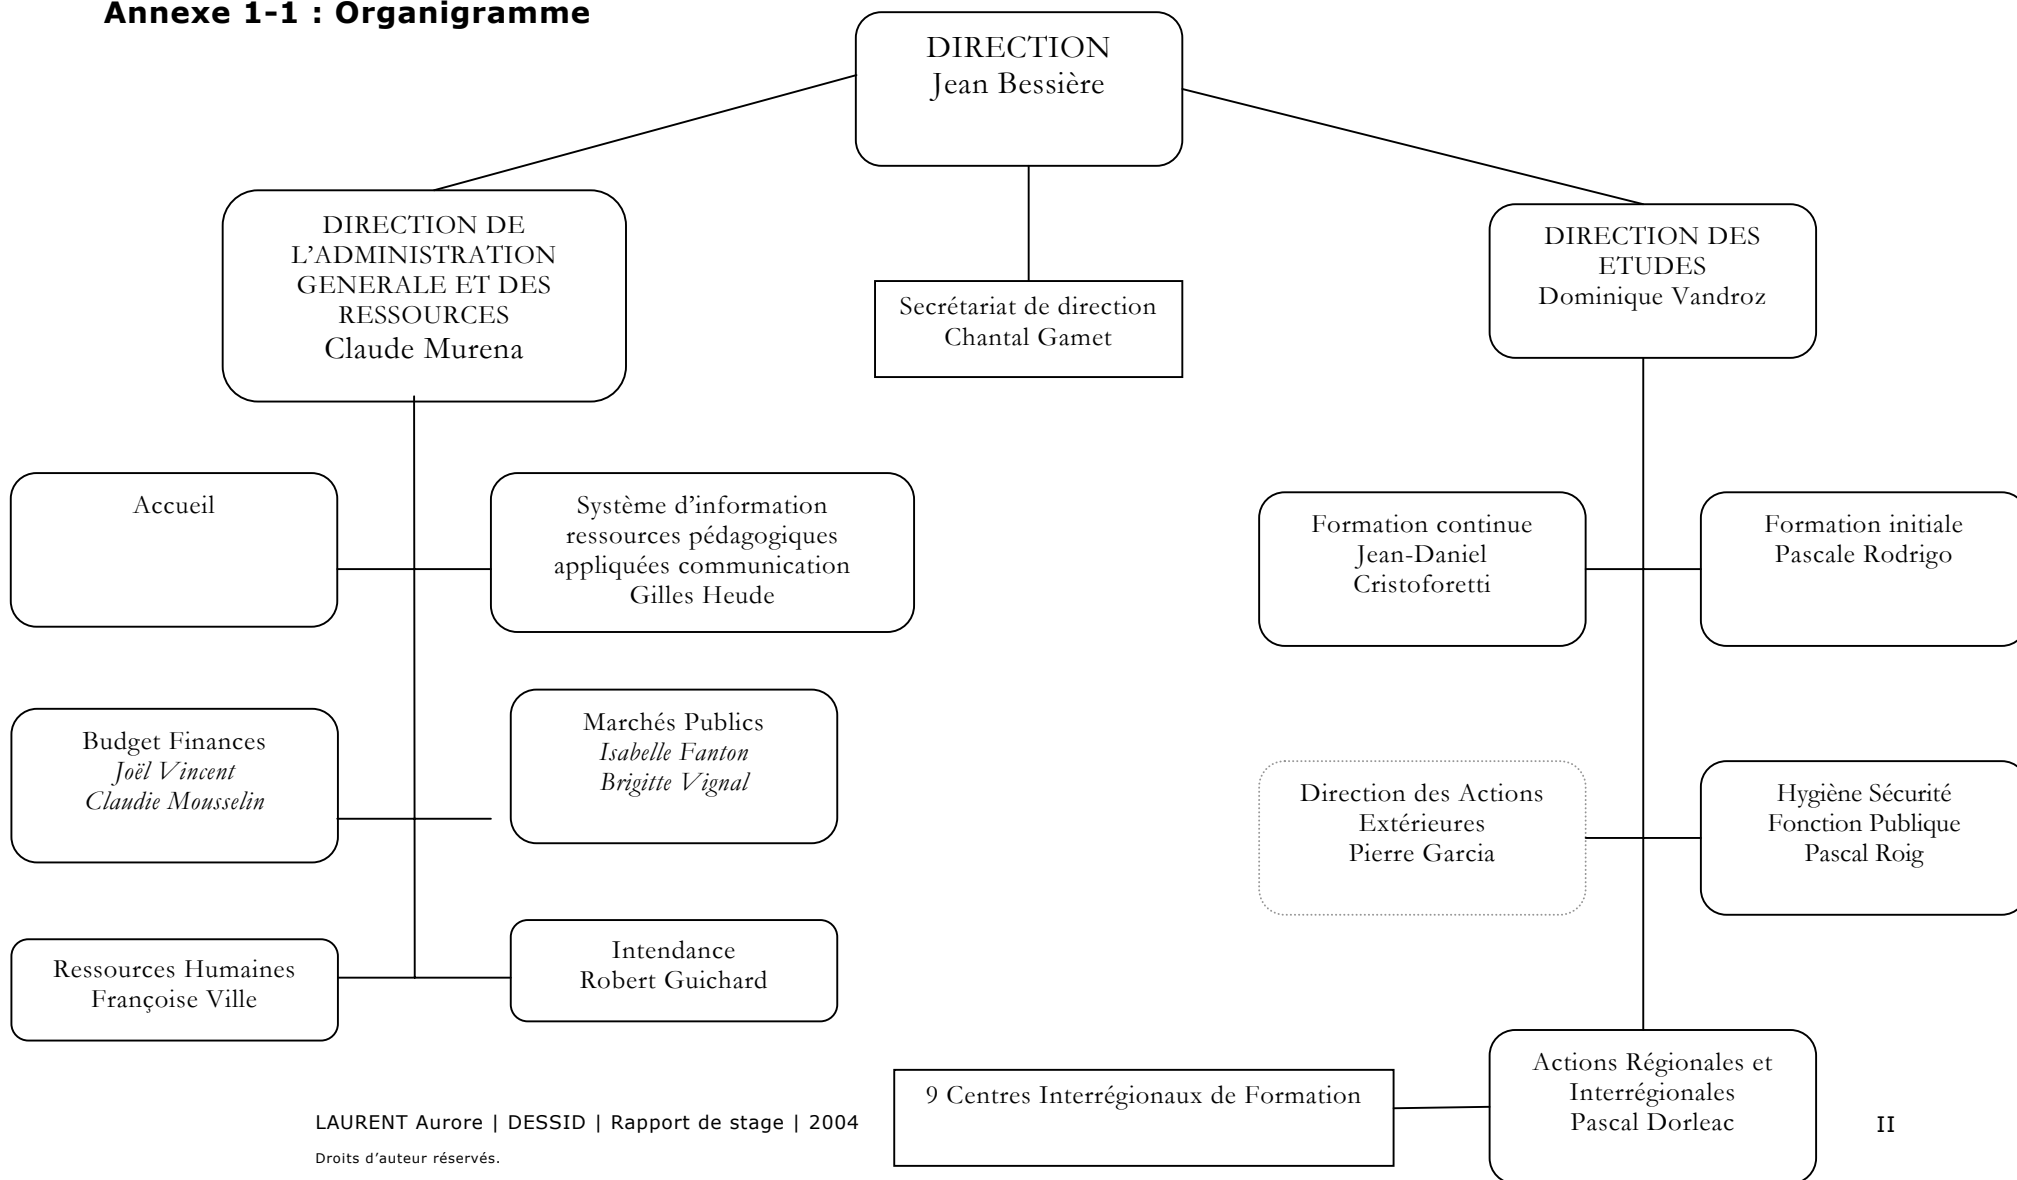 Annexe 1-1 : Organigramme
DIRECTION
Jean Bessière
DIRECTION DE
L’ADMINISTRATION
GENERALE ET DES
RESSOURCES
Claude Murena
Secrétariat de direction
Chantal Gamet
DIRECTION DES
ETUDES
Dominique Vandroz
Accueil
Système d’information
ressources pédagogiques
appliquées communication
Gilles Heude
Formation continue
Jean-Daniel
Cristoforetti
Formation initiale
Pascale Rodrigo
Budget Finances
Joël Vincent
Claudie Mousselin
Marchés Publics
Isabelle Fanton
Brigitte Vignal
Direction des Actions
Extérieures
Pierre Garcia
Hygiène Sécurité
Fonction Publique
Pascal Roig
Ressources Humaines
Françoise Ville
Intendance
Robert Guichard
9 Centres Interrégionaux de Formation
Actions Régionales et
Interrégionales
Pascal Dorleac
LAURENT Aurore | DESSID | Rapport de stage | 2004
II
Droits d’auteur réservés.